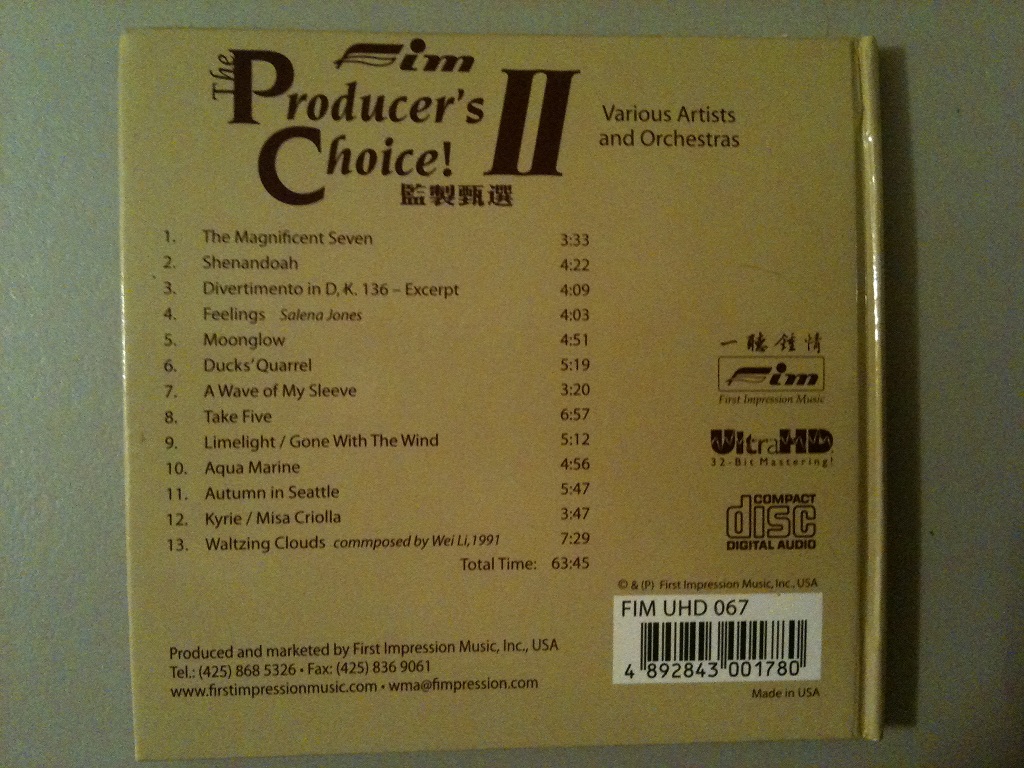 Fim
The Producer's Choice! II
監製甄選
Various Artists
and Orchestras
1. The Magnificent Seven 3:33
2. Shenandoah 4:22
3. Divertimento in D, K. 136 – Excerpt 4:09
4. Feelings Salena Jones 4:03
5. Moonglow 4:51
6. Ducks' Quarrel 5:19
7. A Wave of My Sleeve 3:20
8. Take Five 6:57
9. Limelight / Gone With The Wind 5:12
10. Aqua Marine 4:56
11. Autumn in Seattle 5:47
12. Kyrie / Misa Criolla 3:47
13. Waltzing Clouds commposed by Wei Li,1991 7:29
Total Time: 63:45
一聽鍾情
Fim
First Impression Music
UltraHD
32-Bit Mastering!
COMPACT
disc
DIGITAL AUDIO
© & (P) First Impression Music, Inc., USA
FIM UHD 067
4 892843 001780
Made in USA
Produced and marketed by First Impression Music, Inc., USA
Tel.: (425) 868 5326 • Fax: (425) 836 9061
www.firstimpressionmusic.com • wma@fimpression.com